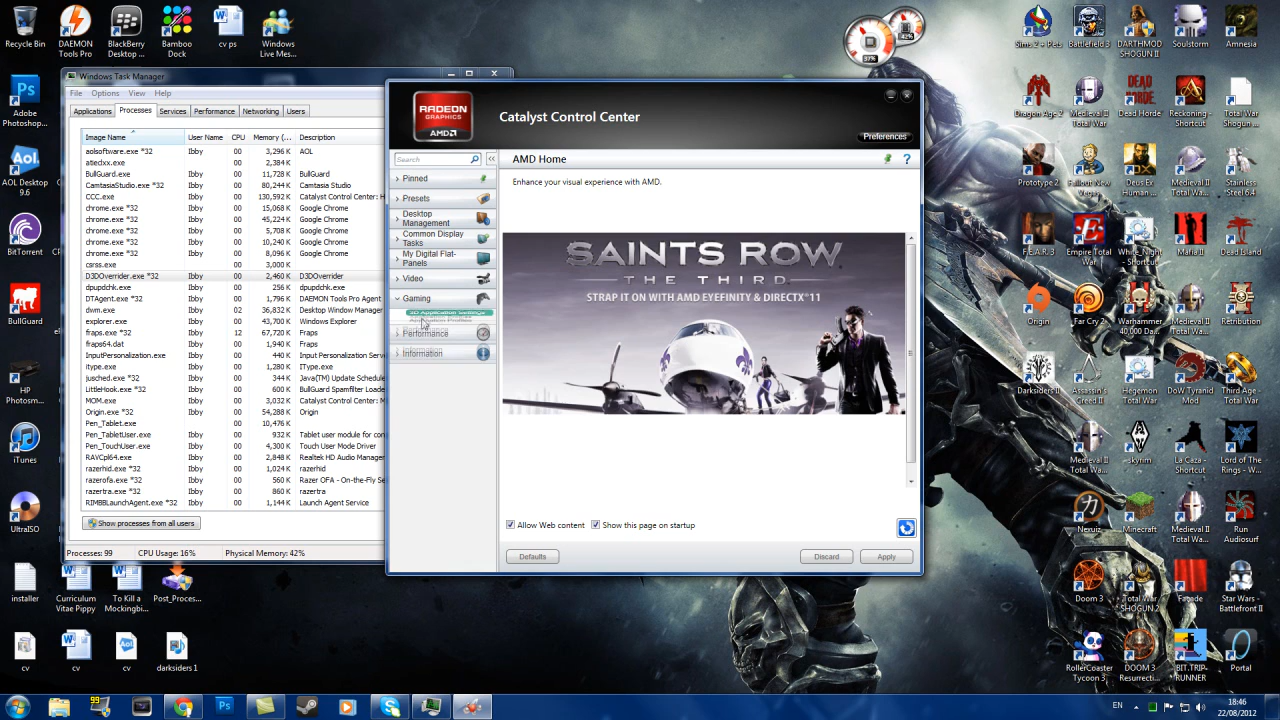 Recycle Bin
DAEMON Tools Pro
BlackBerry Desktop ...
Bamboo Dock
cv ps
Windows Live Mes...
42%
37%
Sims 2 + Pets
Battlefield 3
DARTHMOD SHOGUN II
Soulstorm
Amnesia
Adobe Photoshop...
AOL Desktop 9.6
BitTorrent
BullGuard
HP Photosm...
iTunes
UltraISO
installer
Curriculum Vitae Pippy
To Kill a Mockingbi...
Post_Proces...
cv
cv
cv
darksiders 1
Windows Task Manager
File Options View Help
Applications Processes Services Performance Networking Users
Image Name User Name CPU Memory (... Description
aolsoftware.exe *32 Ibby 00 3,296 K AOL
atieclxx.exe 00 2,384 K
BullGuard.exe Ibby 00 11,728 K BullGuard
CamtasiaStudio.exe Ibby 00 80,244 K Camtasia Studio
CCC.exe Ibby 00 130,592 K Catalyst Control Center: H
chrome.exe *32 Ibby 00 15,068 K Google Chrome
chrome.exe *32 Ibby 00 45,224 K Google Chrome
chrome.exe *32 Ibby 00 5,708 K Google Chrome
chrome.exe *32 Ibby 00 10,240 K Google Chrome
chrome.exe *32 Ibby 00 8,096 K Google Chrome
csrss.exe 00 3,000 K
D3DOverrider.exe *32 Ibby 00 2,460 K D3DOverrider
dpupdchk.exe Ibby 00 256 K dpupdchk.exe
DTAgent.exe Ibby 00 1,796 K DAEMON Tools Pro Agent
dwm.exe Ibby 02 36,832 K Desktop Window Manager
explorer.exe Ibby 00 43,700 K Windows Explorer
fraps.exe *32 Ibby 12 67,720 K Fraps
fraps64.dat Ibby 00 1,940 K Fraps
InputPersonalization.exe Ibby 00 440 K Input Personalization Serv
itype.exe Ibby 00 1,280 K IType.exe
jusched.exe *32 Ibby 00 344 K Java(TM) Update Schedule
LittleHook.exe *32 Ibby 00 100 K BullGuard Spamfilter Loade
MOM.exe Ibby 00 3,032 K Catalyst Control Center: M
Origin.exe *32 Ibby 00 54,288 K Origin
Pen_Tablet.exe 00 10,476 K
Pen_TabletUser.exe Ibby 00 932 K Tablet user module for con
Pen_TouchUser.exe Ibby 00 4,300 K Touch User Mode Driver
RAVCpl64.exe Ibby 00 2,848 K Realtek HD Audio Manager
razerhid.exe *32 Ibby 00 1,024 K razerhid
razerofa.exe *32 Ibby 00 560 K Razer OFA - On-the-Fly Se
razertra.exe *32 Ibby 00 860 K razertra
RIMBBLaunchAgent.exe *32 Ibby 00 1,144 K Launch Agent Service
Show processes from all users
Processes: 99 CPU Usage: 16% Physical Memory: 42%
RADEON GRAPHICS AMD
Catalyst Control Center
Preferences
Search
Pinned
Presets
Desktop Management
Common Display Tasks
My Digital Flat-Panels
Video
Gaming
3D Application Settings
Application Profiles
Performance
Information
AMD Home
?
Enhance your visual experience with AMD.
SAINTS ROW.
THE THIRD
STRAP IT ON WITH AMD EYEFINITY & DIRECTX® 11
Allow Web content Show this page on startup
Defaults Discard Apply
Dragon Age 2
Medieval II Total War
Dead Horde
Reckoning - Shortcut
Total War Shogun ...
Prototype 2
Fallout New Vegas
Deus Ex Human ...
Medieval II Total War
Stainless Steel 6.4
F.E.A.R. 3
Empire Total War
White_Night - Shortcut
Mafia II
Dead Island
Origin
Far Cry 2
Warhammer 40,000 Da...
Medieval II Total War
Retribution
Darksiders II
Assassin's Creed II
Hegemon Total War
DoW Tyranid Mod
Third Age - Total War
Medieval II Total Wa...
skyrim
La Caza - Shortcut
Lord of The Rings - W...
Nexuiz
Minecraft
Medieval II Total Wa...
Run Audiosurf
Doom 3
Total War SHOGUN 2
Façade
Star Wars - Battlefront II
RollerCoaster Tycoon 3
DOOM 3 Resurrecti...
BIT.TRIP RUNNER
Portal
99
Ps
EN
18:46
22/08/2012